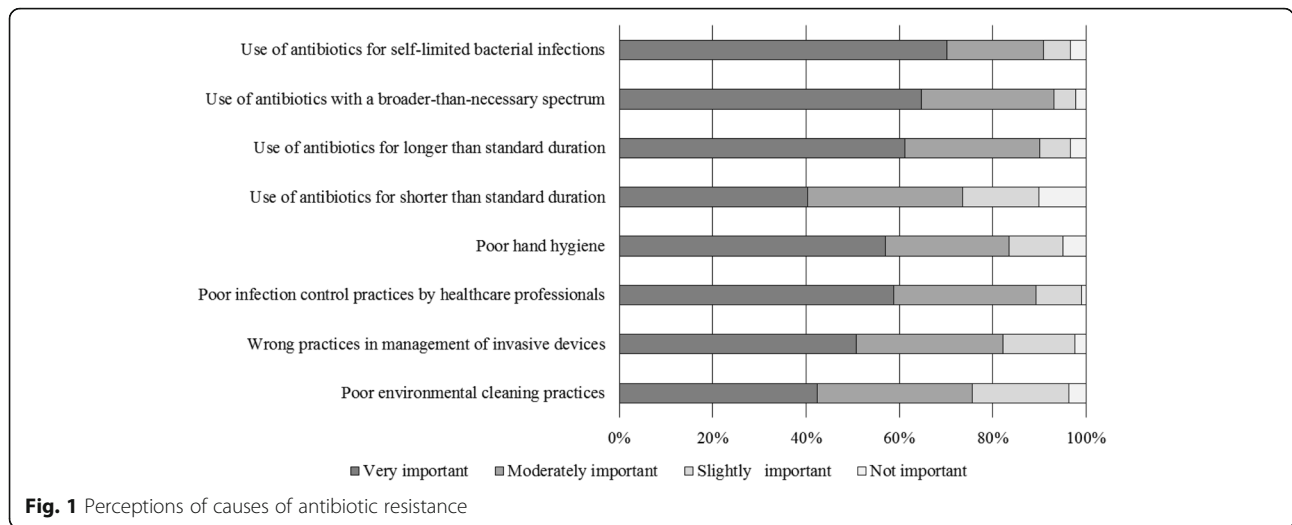 Use of antibiotics for self-limited bacterial infections
Use of antibiotics with a broader-than-necessary spectrum
Use of antibiotics for longer than standard duration
Use of antibiotics for shorter than standard duration
Poor hand hygiene
Poor infection control practices by healthcare professionals
Wrong practices in management of invasive devices
Poor environmental cleaning practices
0% 20% 40% 60% 80% 100%
Very important Moderately important Slightly important Not important
Fig. 1 Perceptions of causes of antibiotic resistance